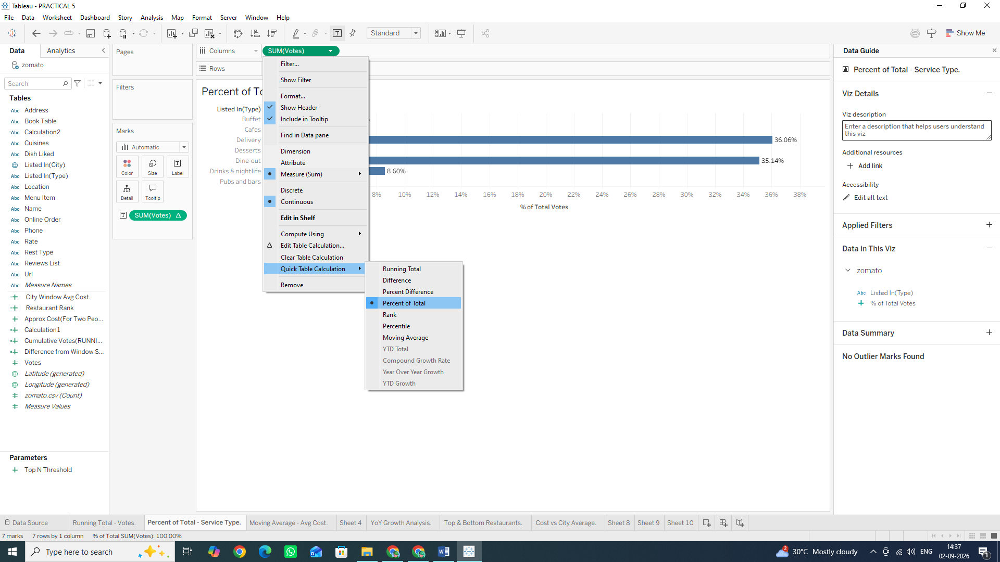 Tableau - PRACTICAL 5
File Data Worksheet Dashboard Story Analysis Map Format Server Window Help
Standard
Show Me
Data Analytics
zomato
Search
Tables
Abc Address
Abc Book Table
=Abc Calculation2
Abc Cuisines
Abc Dish Liked
Listed In(City)
Abc Listed In(Type)
Abc Location
Abc Menu Item
Abc Name
Abc Online Order
Abc Phone
Abc Rate
Abc Rest Type
Abc Reviews List
Abc Url
Abc Measure Names
=# City Window Avg Cost.
=# Restaurant Rank
# Approx Cost(For Two Peo...
=# Calculation1
=# Cumulative Votes(RUNNI...
=# Difference from Window S...
# Votes
Latitude (generated)
Longitude (generated)
# zomato.csv (Count)
# Measure Values
Parameters
# Top N Threshold
Pages
Filters
Marks
Automatic
Color Size Label
Detail Tooltip
SUM(Votes)
Columns SUM(Votes)
Rows
Percent of To
Listed In(Type)
Buffet
Cafes
Delivery
Desserts
Dine-out
Drinks & nightlife
Pubs and bars
36.06%
35.14%
8.60%
8% 10% 12% 14% 16% 18% 20% 22% 24% 26% 28% 30% 32% 34% 36% 38%
% of Total Votes
Filter...
Show Filter
Format...
Show Header
Include in Tooltip
Find in Data pane
Dimension
Attribute
Measure (Sum)
Discrete
Continuous
Edit in Shelf
Compute Using
Edit Table Calculation...
Clear Table Calculation
Quick Table Calculation
Remove
Running Total
Difference
Percent Difference
Percent of Total
Rank
Percentile
Moving Average
YTD Total
Compound Growth Rate
Year Over Year Growth
YTD Growth
Data Guide
Percent of Total - Service Type.
Viz Details
Viz description
Enter a description that helps users understand
this viz
Additional resources
Add link
Accessibility
Edit alt text
Applied Filters
Data in This Viz
zomato
Abc Listed In(Type)
# % of Total Votes
Data Summary
No Outlier Marks Found
Data Source Running Total - Votes. Percent of Total - Service Type. Moving Average - Avg Cost. Sheet 4 YoY Growth Analysis. Top & Bottom Restaurants. Cost vs City Average. Sheet 8 Sheet 9 Sheet 10
7 marks 7 rows by 1 column % of Total SUM(Votes): 100.00%
Type here to search
2
30°C Mostly cloudy
ENG
14:37
02-09-2026
1